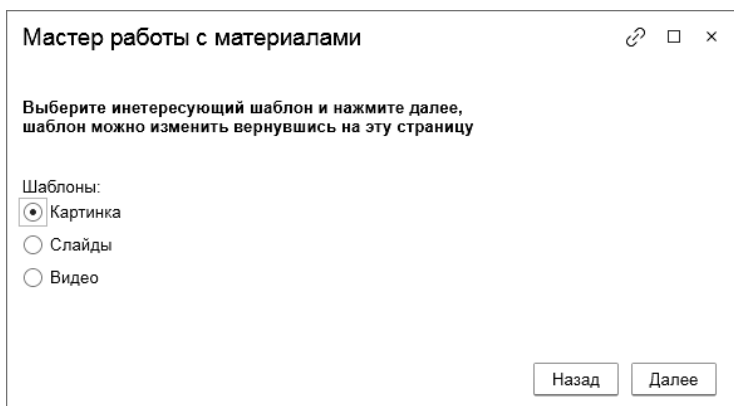 Мастер работы с материалами
Выберите инетересующий шаблон и нажмите далее,
шаблон можно изменить вернувшись на эту страницу
Шаблоны:
Картинка
Слайды
Видео
Назад Далее